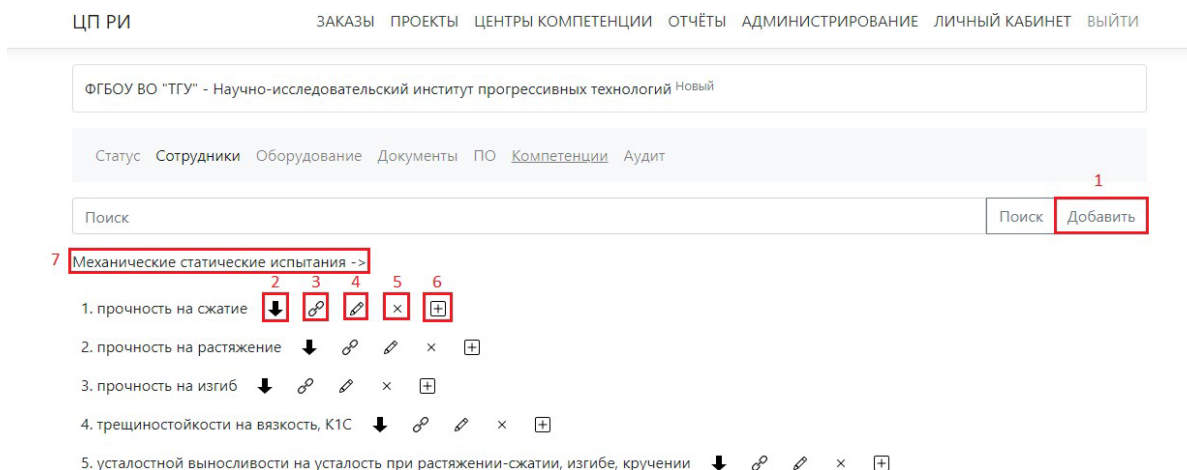 ЦП РИ ЗАКАЗЫ ПРОЕКТЫ ЦЕНТРЫ КОМПЕТЕНЦИИ ОТЧЁТЫ АДМИНИСТРИРОВАНИЕ ЛИЧНЫЙ КАБИНЕТ ВЫЙТИ
ФГБОУ ВО "ТГУ" - Научно-исследовательский институт прогрессивных технологий Новый
Статус Сотрудники Оборудование Документы ПО Компетенции Аудит
1
Поиск Поиск Добавить
7 Механические статические испытания ->
2 3 4 5 6
1. прочность на сжатие
2. прочность на растяжение
3. прочность на изгиб
4. трещиностойкости на вязкость, К1С
5. усталостной выносливости на усталость при растяжении-сжатии, изгибе, кручении